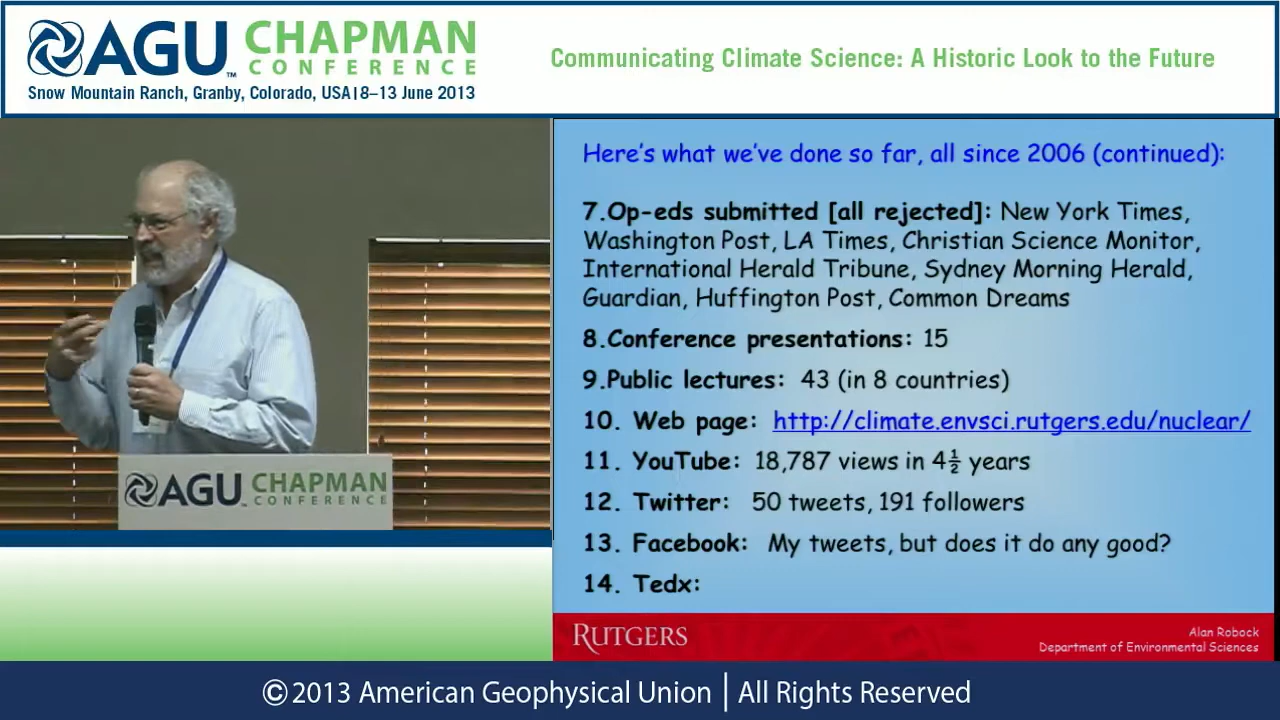 AGU CHAPMAN
TM CONFERENCE
Snow Mountain Ranch, Granby, Colorado, USA|8–13 June 2013
Communicating Climate Science: A Historic Look to the Future
AGU CHAPMAN
CONFERENCE
Here's what we've done so far, all since 2006 (continued):
7.Op-eds submitted [all rejected]: New York Times,
Washington Post, LA Times, Christian Science Monitor,
International Herald Tribune, Sydney Morning Herald,
Guardian, Huffington Post, Common Dreams
8.Conference presentations: 15
9.Public lectures: 43 (in 8 countries)
10. Web page: http://climate.envsci.rutgers.edu/nuclear/
11. YouTube: 18,787 views in 4½ years
12. Twitter: 50 tweets, 191 followers
13. Facebook: My tweets, but does it do any good?
14. Tedx:
RUTGERS
Alan Robock
Department of Environmental Sciences
©2013 American Geophysical Union | All Rights Reserved